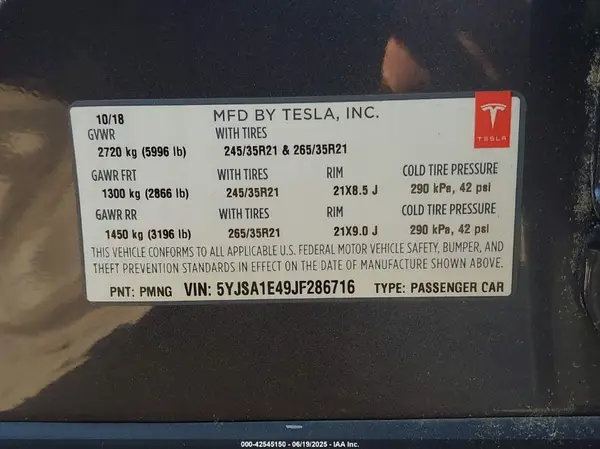 10/18 MFD BY TESLA, INC.
GVWR WITH TIRES
2720 kg (5996 lb) 245/35R21 & 265/35R21
GAWR FRT WITH TIRES RIM COLD TIRE PRESSURE
1300 kg (2866 lb) 245/35R21 21X8.5 J 290 kPa, 42 psi
GAWR RR WITH TIRES RIM COLD TIRE PRESSURE
1450 kg (3196 lb) 265/35R21 21X9.0 J 290 kPa, 42 psi
THIS VEHICLE CONFORMS TO ALL APPLICABLE U.S. FEDERAL MOTOR VEHICLE SAFETY, BUMPER, AND
THEFT PREVENTION STANDARDS IN EFFECT ON THE DATE OF MANUFACTURE SHOWN ABOVE.
PNT: PMNG VIN: 5YJSA1E49JF286716 TYPE: PASSENGER CAR
TESLA
000-42545150 - 06/19/2025 - IAA Inc.